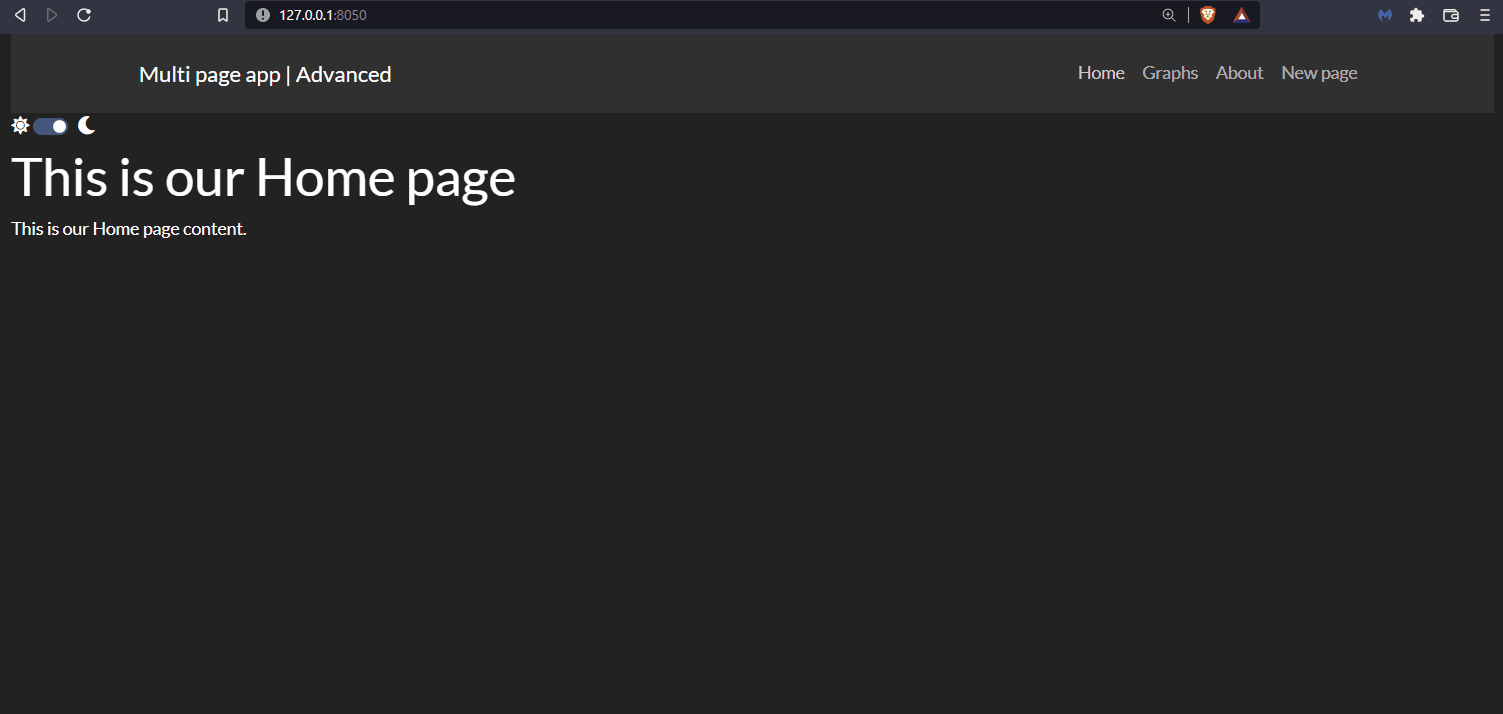 127.0.0.1:8050
Multi page app | Advanced
Home Graphs About New page
This is our Home page
This is our Home page content.